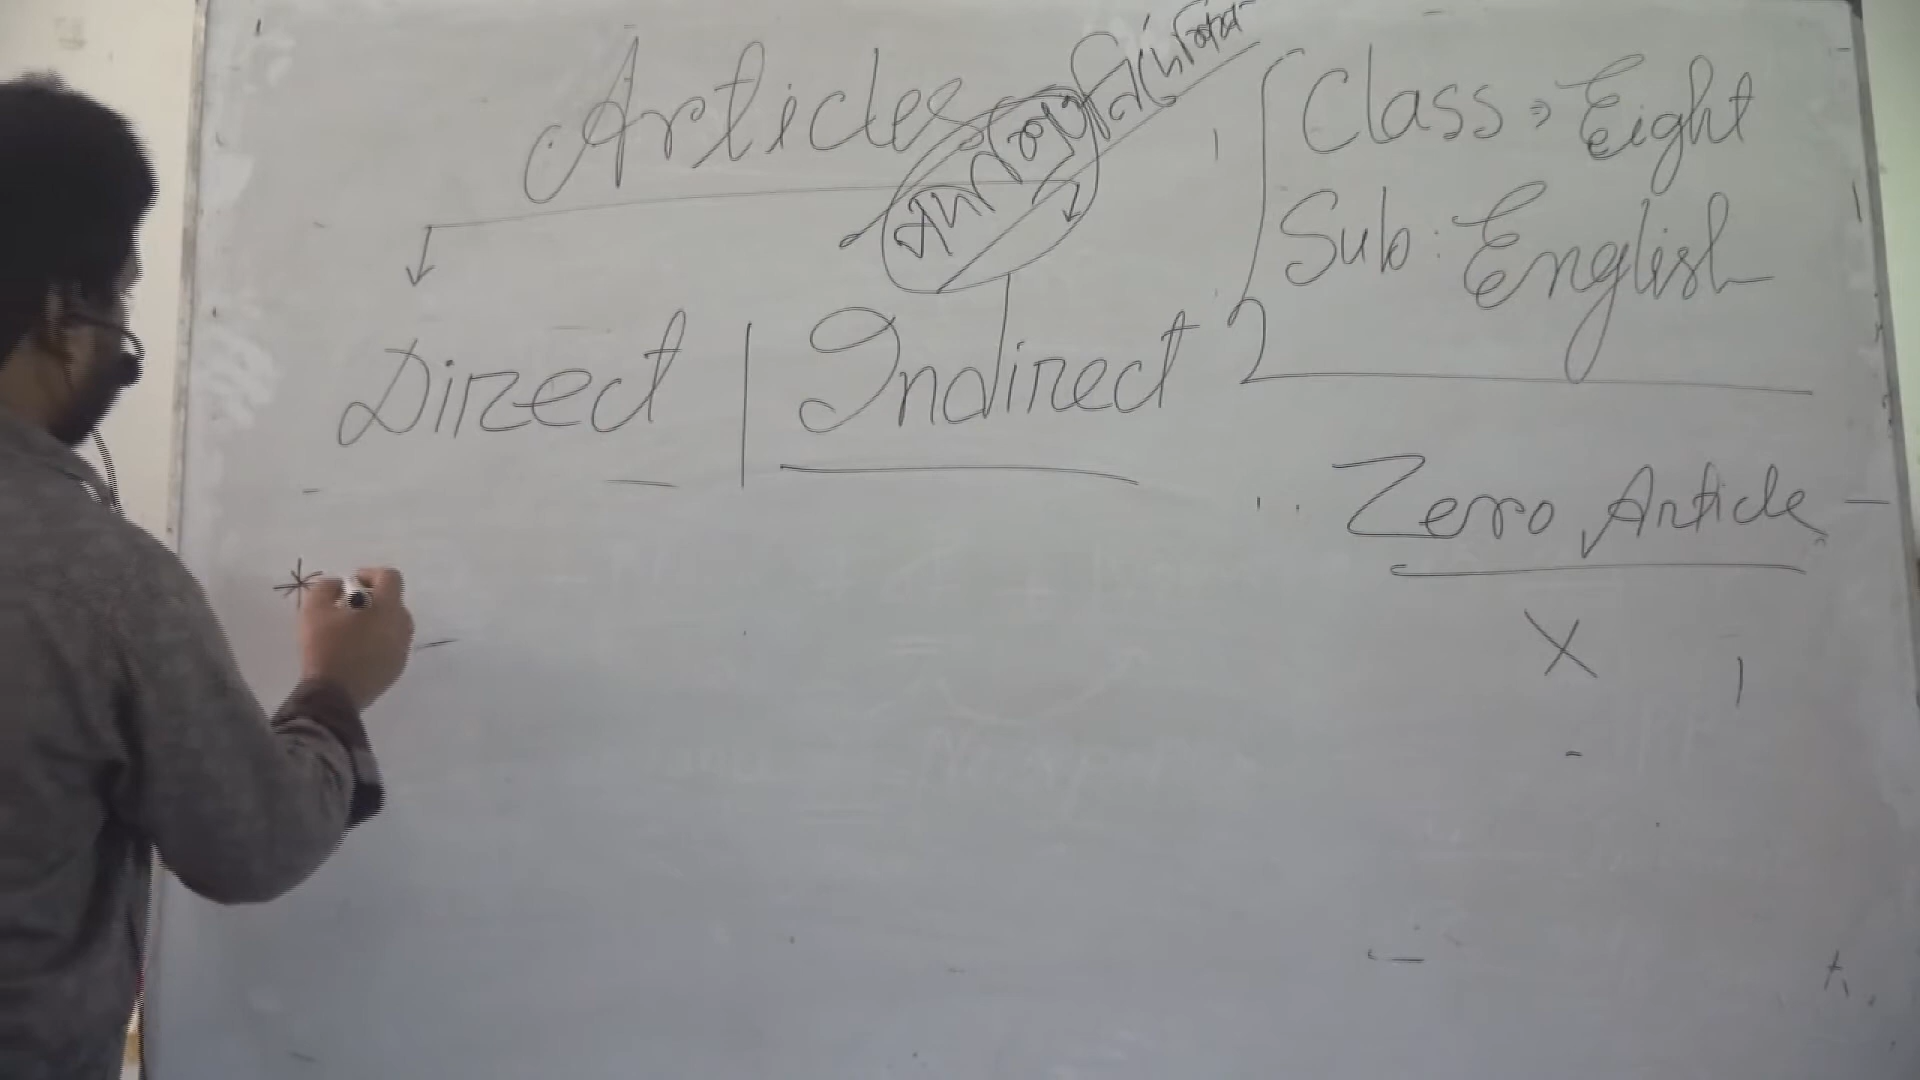 Articles
Class: Eight
Sub: English
Direct | Indirect
Zero Article
*
X